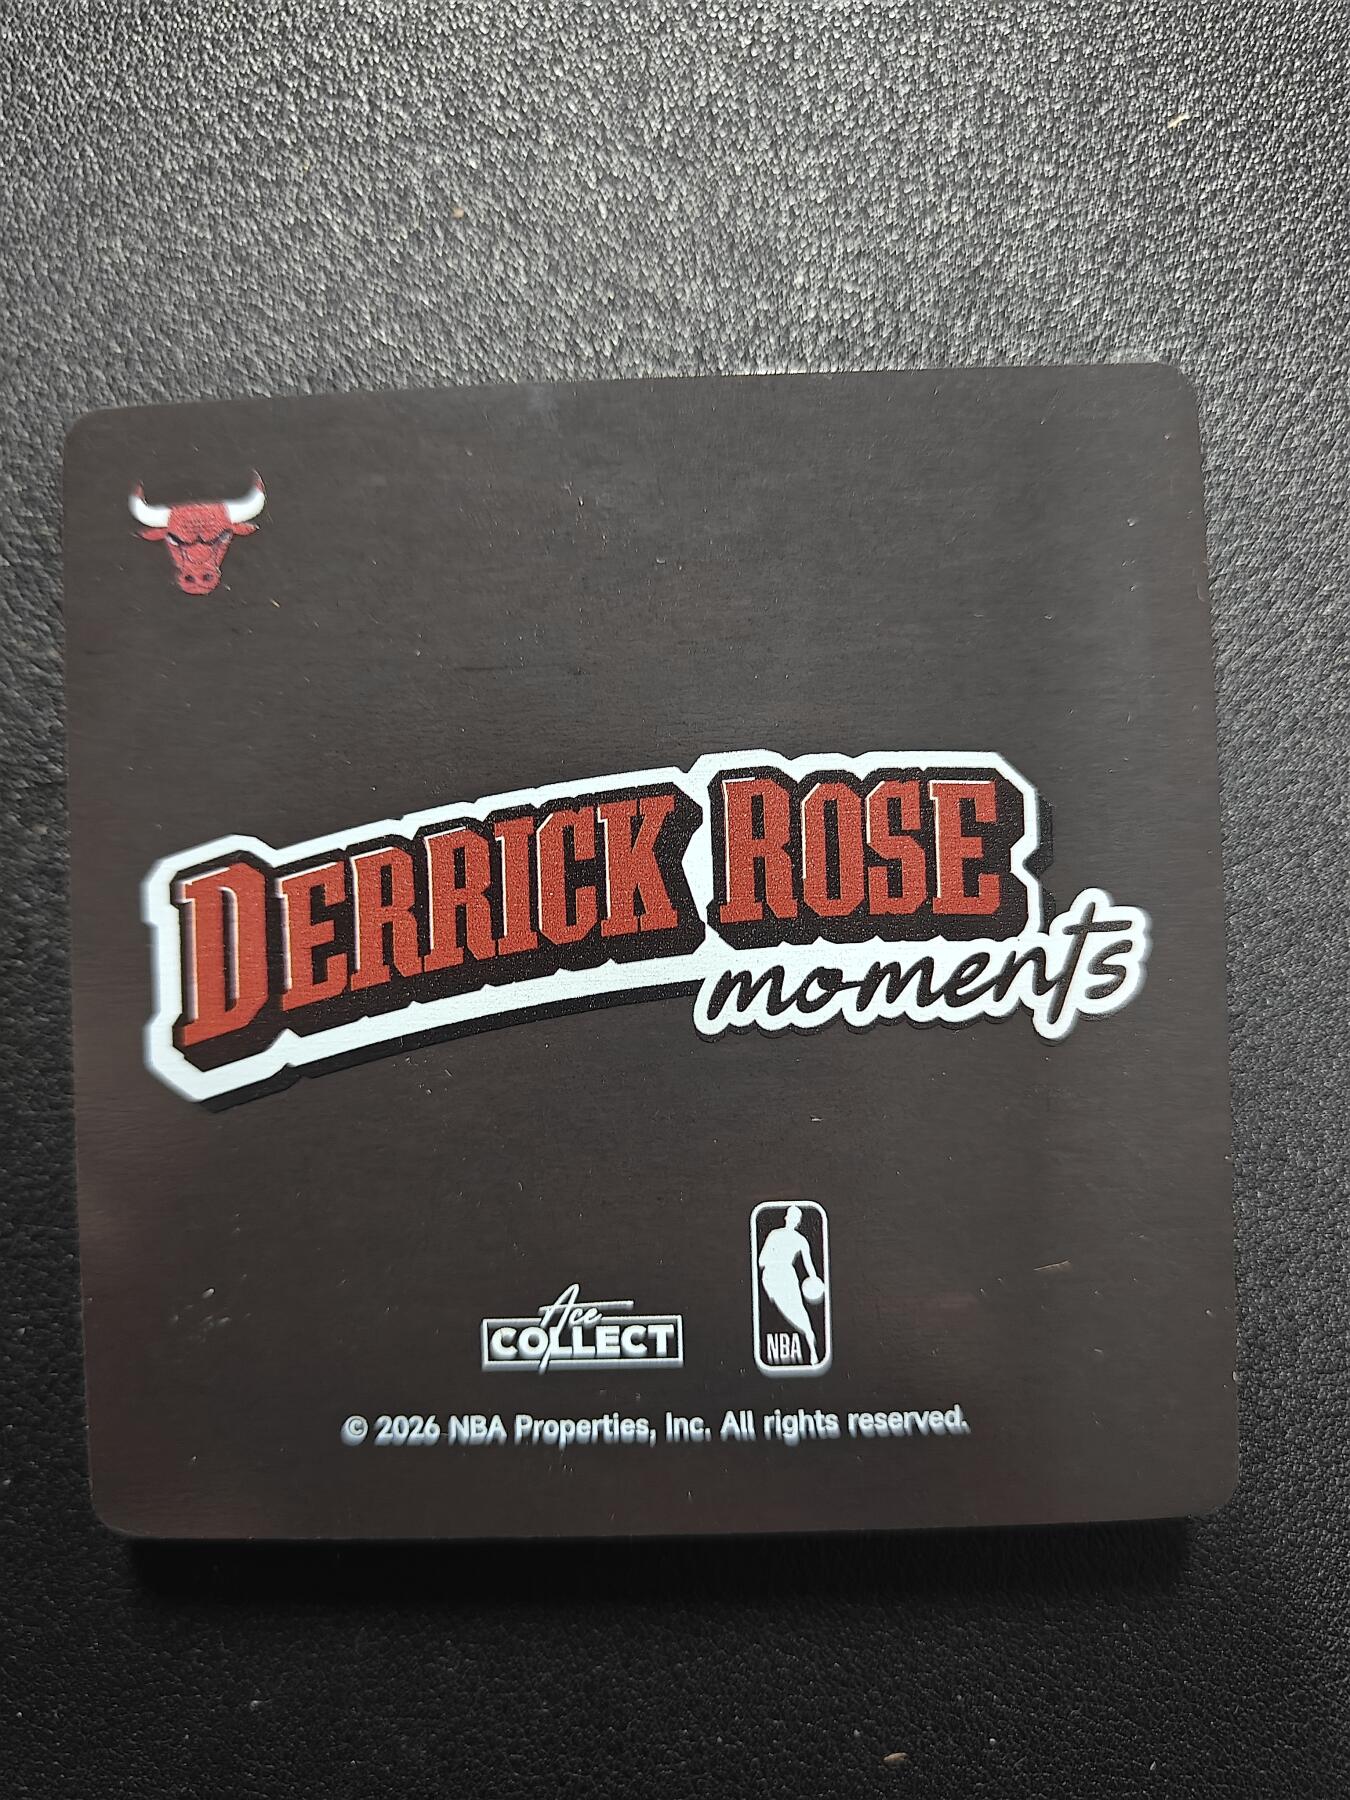 DERRICK ROSE
moments
Ace
COLLECT
NBA
© 2026 NBA Properties, Inc. All rights reserved.